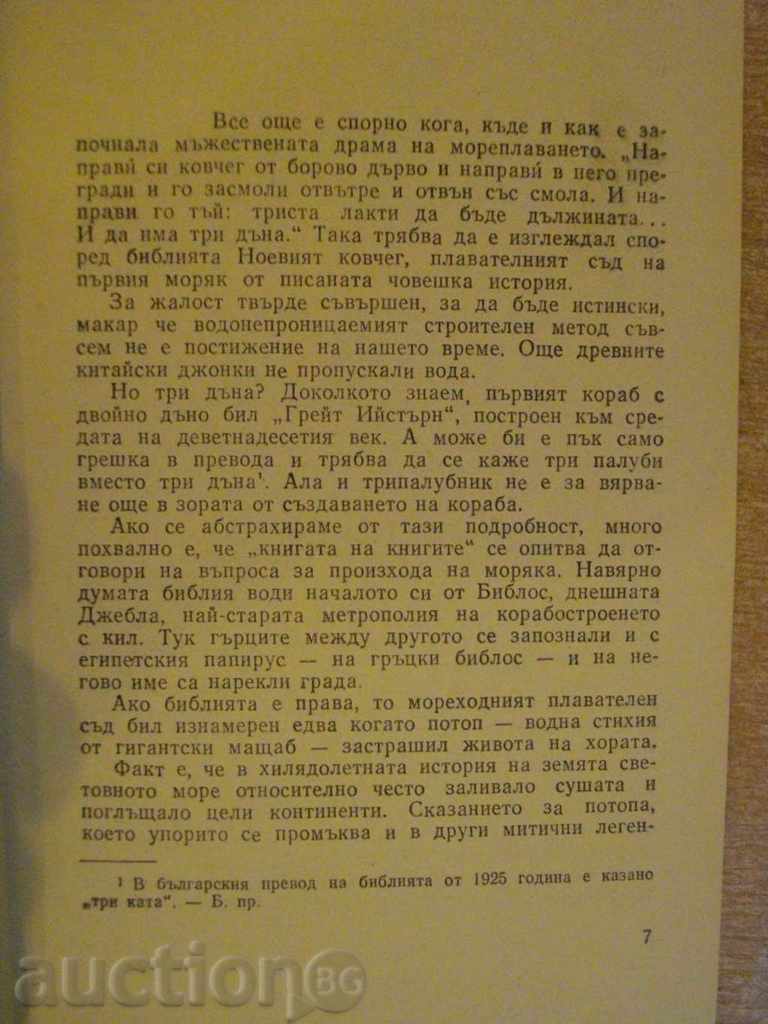 Все още е спорно кога, къде и как е за-
почнала мъжествената драма на мореплаването. „На-
правѝ си ковчег от борово дърво и направѝ в него пре-
гради и го засмоли отвътре и отвън със смола. И на-
прави го тъй: триста лакти да бъде дължината...
И да има три дъна.“ Така трябва да е изглеждал спо-
ред библията Ноевият ковчег, плавателният съд на
първия моряк от писаната човешка история.
За жалост твърде съвършен, за да бъде истински,
макар че водонепроницаемият строителен метод съв-
сем не е постижение на нашето време. Още древните
китайски джонки не пропускали вода.
Но три дъна? Доколкото знаем, първият кораб с
двойно дъно бил „Грейт Ийстърн“, построен към сре-
дата на деветнадесетия век. А може би е пък само
грешка в превода и трябва да се каже три палуби
вместо три дъна¹. Ала и трипалубник не е за вярва-
не още в зората от създаването на кораба.
Ако се абстрахираме от тази подробност, много
похвално е, че „книгата на книгите“ се опитва да от-
говори на въпроса за произхода на моряка. Навярно
думата библия води началото си от Библос, днешната
Джебла, най-старата метрополия на корабостроенето
с кил. Тук гърците между другото се запознали и с
египетския папирус — на гръцки библос — и на не-
гово име са нарекли града.
Ако библията е права, то мореходният плавателен
съд бил изнамерен едва когато потоп — водна стихия
от гигантски мащаб — застрашил живота на хората.
Факт е, че в хилядолетната история на земята све-
товното море относително често заливало сушата и
поглъщало цели континенти. Сказанието за потопа,
което упорито се промъква и в други митични леген-
¹ В българския превод на библията от 1925 година е казано
„три ката“. — Б. пр.
7
auctionBG